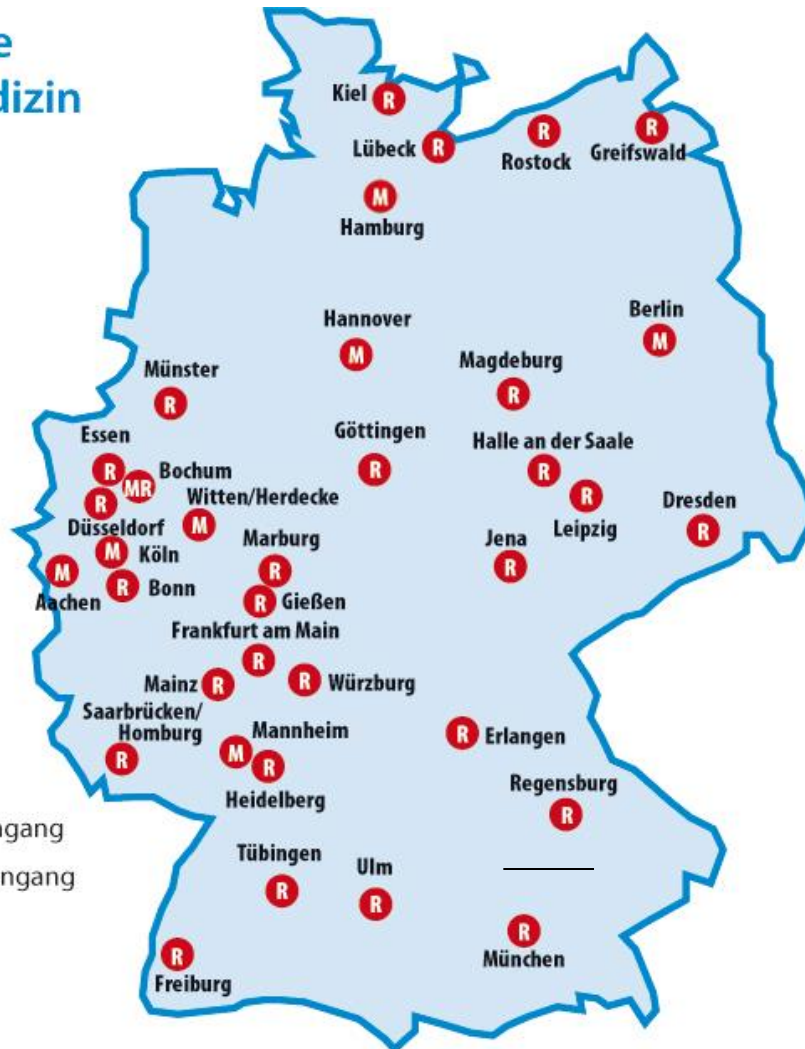 e
dizin
Kiel R
Lübeck R
R
Rostock
R
Greifswald
M
Hamburg
Hannover
M
Berlin
M
Münster
R
Magdeburg
R
Göttingen
R
Halle an der Saale
R
R
Leipzig
Dresden
R
Essen
R
MR Bochum
R
Düsseldorf
Witten/Herdecke
M
M Köln
M
Aachen
R Bonn
Marburg
R
R Gießen
Jena
R
Frankfurt am Main
R
Mainz R
R Würzburg
Saarbrücken/
Homburg
R
Mannheim
M
R
Heidelberg
R Erlangen
Regensburg
R
ngang
ngang
Tübingen
R
Ulm
R
R
München
R
Freiburg